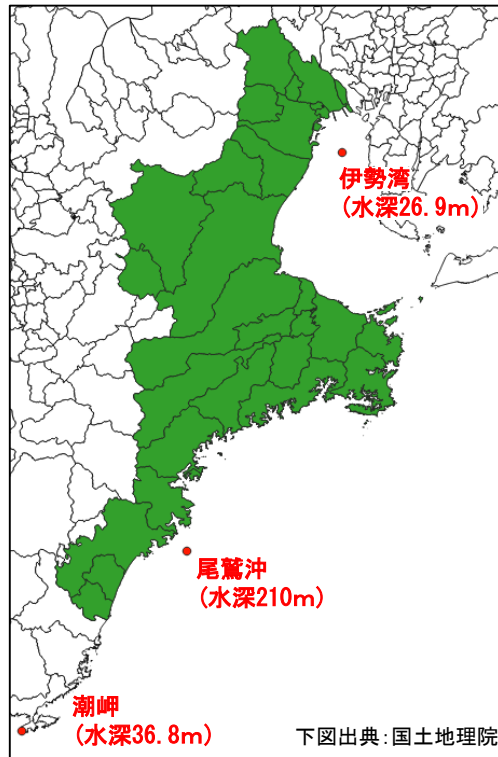 伊勢湾
(水深26.9m)
尾鷲沖
(水深210m)
潮岬
(水深36.8m)
下図出典:国土地理院